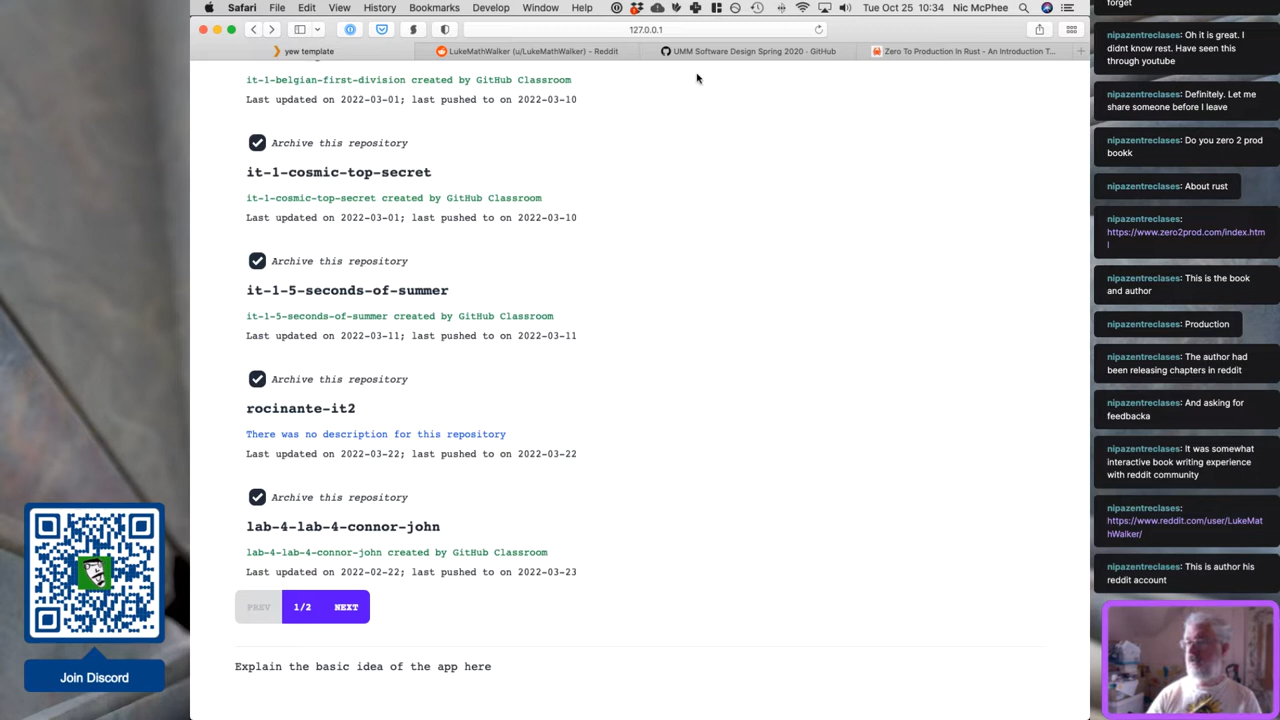 Safari File Edit View History Bookmarks Develop Window Help Tue Oct 25 10:34 Nic McPhee
127.0.0.1
yew template LukeMathWalker (u/LukeMathWalker) - Reddit UMM Software Design Spring 2020 · GitHub Zero To Production In Rust - An Introduction T...
it-1-belgian-first-division created by GitHub Classroom
Last updated on 2022-03-01; last pushed to on 2022-03-10
Archive this repository
it-1-cosmic-top-secret
it-1-cosmic-top-secret created by GitHub Classroom
Last updated on 2022-03-01; last pushed to on 2022-03-10
Archive this repository
it-1-5-seconds-of-summer
it-1-5-seconds-of-summer created by GitHub Classroom
Last updated on 2022-03-11; last pushed to on 2022-03-11
Archive this repository
rocinante-it2
There was no description for this repository
Last updated on 2022-03-22; last pushed to on 2022-03-22
Archive this repository
lab-4-lab-4-connor-john
lab-4-lab-4-connor-john created by GitHub Classroom
Last updated on 2022-02-22; last pushed to on 2022-03-23
PREV 1/2 NEXT
Explain the basic idea of the app here
Join Discord
forget
nipazentreclases: Oh it is great. I
didnt know rest. Have seen this
through youtube
nipazentreclases: Definitely. Let me
share someone before I leave
nipazentreclases: Do you zero 2 prod
bookk
nipazentreclases: About rust
nipazentreclases:
https://www.zero2prod.com/index.htm
l
nipazentreclases: This is the book
and author
nipazentreclases: Production
nipazentreclases: The author had
been releasing chapters in reddit
nipazentreclases: And asking for
feedbacka
nipazentreclases: It was somewhat
interactive book writing experience
with reddit community
nipazentreclases:
https://www.reddit.com/user/LukeMat
hWalker/
nipazentreclases: This is author his
reddit account